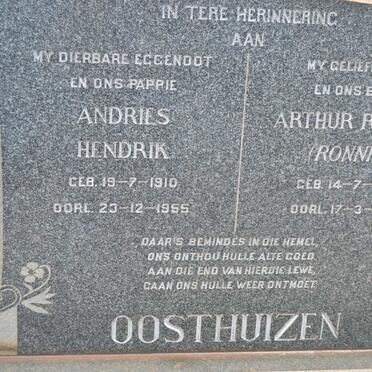 IN TERE HERINNERING
AAN
MY DIERBARE EGGENOOT
EN ONS PAPPIE
ANDRIES
HENDRIK
GEB. 19-7-1910
OORL. 23-12-1955
MY GELIEF
EN ONS B
ARTHUR R
(RONNI
GEB. 14-7-
OORL. 17-3-
DAAR'S BEMINDES IN DIE HEMEL,
ONS ONTHOU HULLE ALTE GOED.
AAN DIE END VAN HIERDIE LEWE,
GAAN ONS HULLE WEER ONTMOET.
OOSTHUIZEN